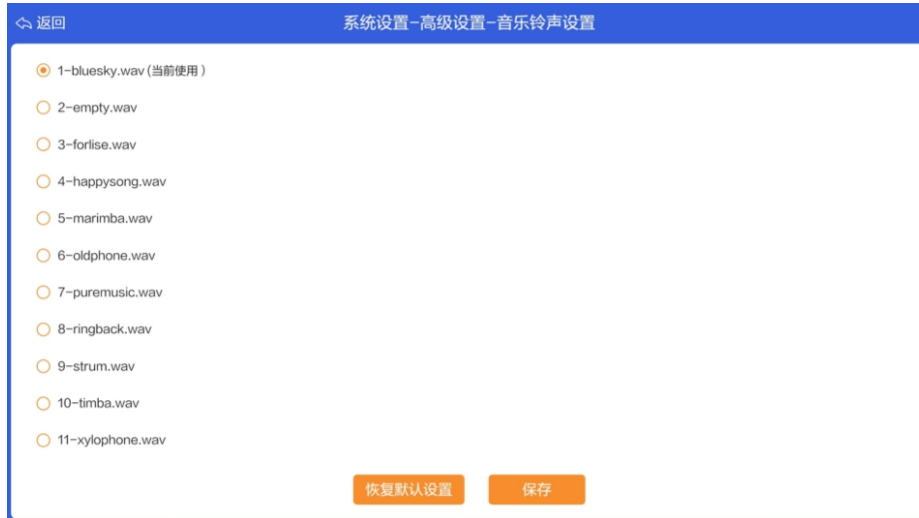 返回
系统设置-高级设置-音乐铃声设置
1-bluesky.wav(当前使用)
2-empty.wav
3-forlise.wav
4-happysong.wav
5-marimba.wav
6-oldphone.wav
7-puremusic.wav
8-ringback.wav
9-strum.wav
10-timba.wav
11-xylophone.wav
恢复默认设置
保存